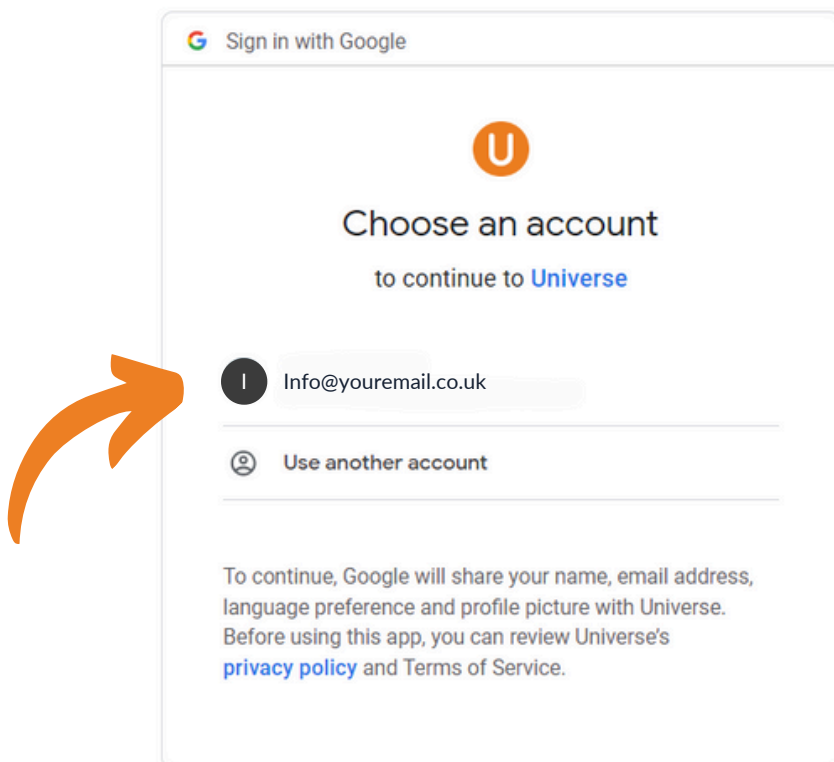 Sign in with Google
U
Choose an account
to continue to Universe
I
Info@youremail.co.uk
Use another account
To continue, Google will share your name, email address,
language preference and profile picture with Universe.
Before using this app, you can review Universe's
privacy policy and Terms of Service.